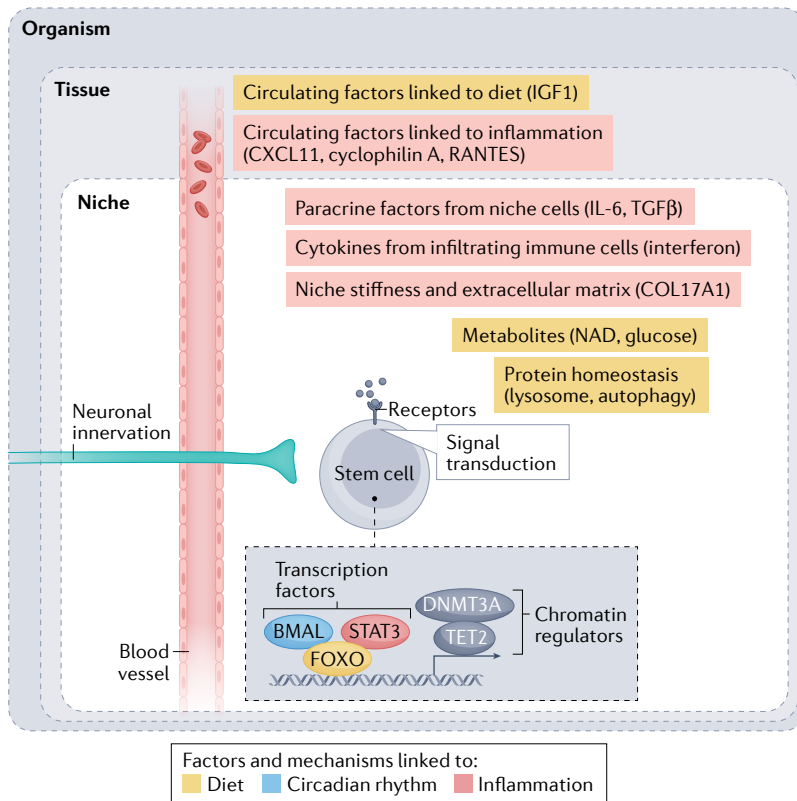 Organism
Tissue
Circulating factors linked to diet (IGF1)
Circulating factors linked to inflammation
(CXCL11, cyclophilin A, RANTES)
Niche
Paracrine factors from niche cells (IL-6, TGFβ)
Cytokines from infiltrating immune cells (interferon)
Niche stiffness and extracellular matrix (COL17A1)
Metabolites (NAD, glucose)
Protein homeostasis
(lysosome, autophagy)
Receptors
Neuronal
innervation
Signal
transduction
Stem cell
Transcription
factors
DNMT3A
Chromatin
regulators
BMAL
STAT3
TET2
FOXO
Blood
vessel
Factors and mechanisms linked to:
Diet
Circadian rhythm
Inflammation